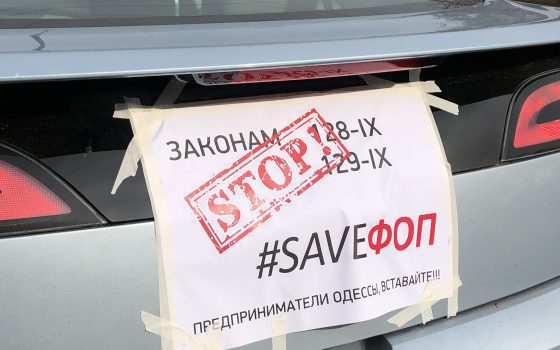 ЗАКОНАМ 128-IX
129-IX
STOP!
#SAVEФОП
ПРЕДПРИНИМАТЕЛИ ОДЕССЫ, ВСТАВАЙТЕ!!!